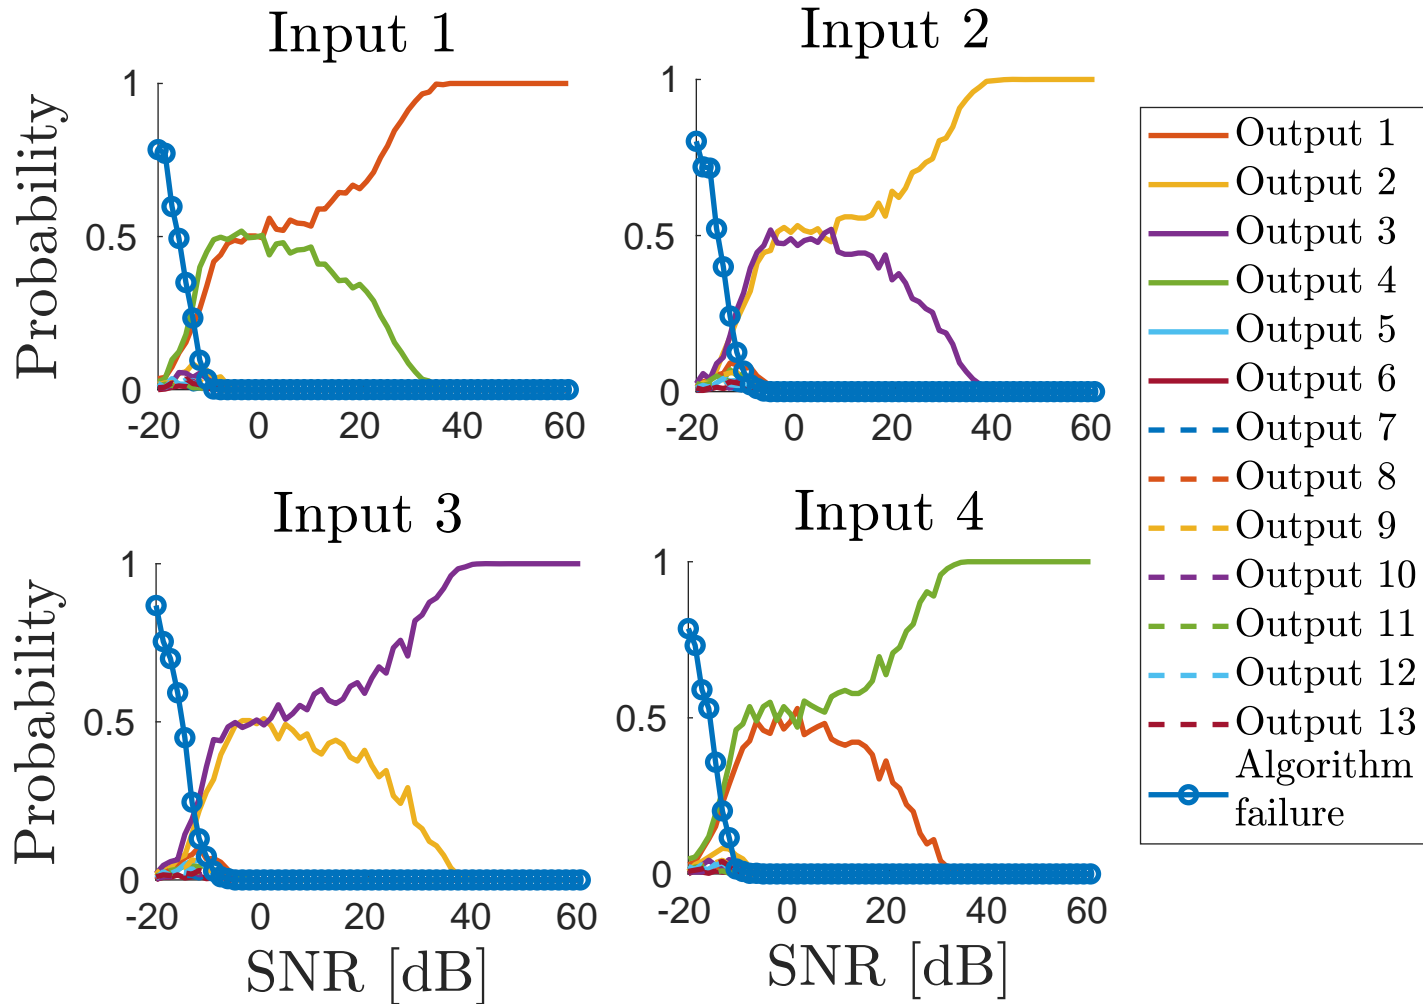 Input 1
Probability
1
0.5
0
-20 0 20 40 60
Input 2
1
0.5
0
-20 0 20 40 60
Input 3
Probability
1
0.5
0
-20 0 20 40 60
SNR [dB]
Input 4
1
0.5
0
-20 0 20 40 60
SNR [dB]
Output 1
Output 2
Output 3
Output 4
Output 5
Output 6
Output 7
Output 8
Output 9
Output 10
Output 11
Output 12
Output 13
Algorithm
failure